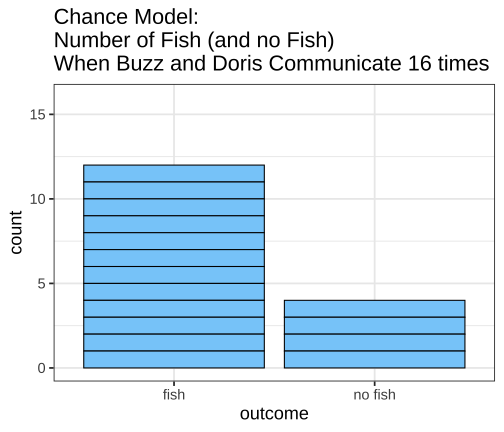 Chance Model:
Number of Fish (and no Fish)
When Buzz and Doris Communicate 16 times
15
10
5
0
count
fish
no fish
outcome